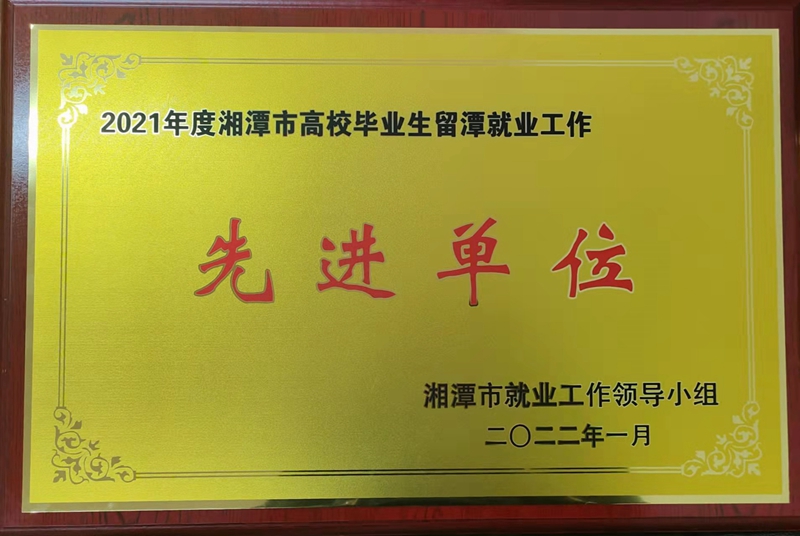 2021年度湘潭市高校毕业生留潭就业工作
先进单位
湘潭市就业工作领导小组
二〇二二年一月